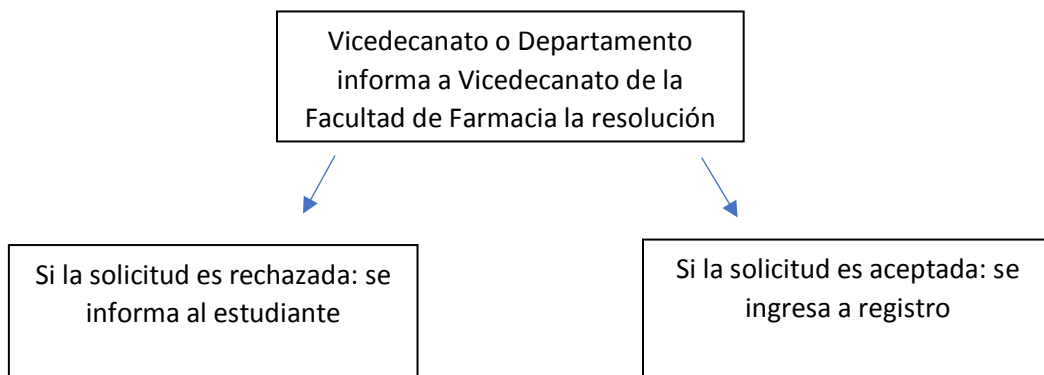 Vicedecanato o Departamento
informa a Vicedecanato de la
Facultad de Farmacia la resolución
Si la solicitud es rechazada: se
informa al estudiante
Si la solicitud es aceptada: se
ingresa a registro